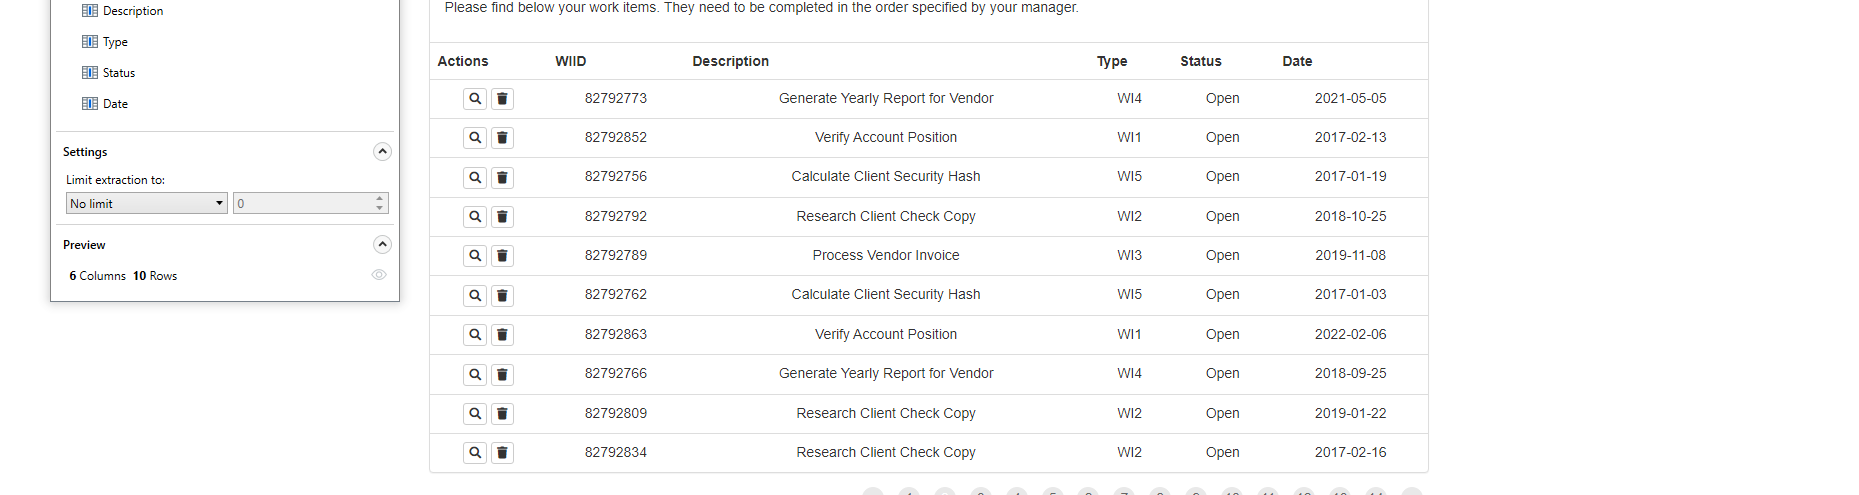 Description
Type
Status
Date
Settings
Limit extraction to:
No limit 0
Preview
6 Columns 10 Rows
Please find below your work items. They need to be completed in the order specified by your manager.
Actions WIID Description Type Status Date
82792773 Generate Yearly Report for Vendor WI4 Open 2021-05-05
82792852 Verify Account Position WI1 Open 2017-02-13
82792756 Calculate Client Security Hash WI5 Open 2017-01-19
82792792 Research Client Check Copy WI2 Open 2018-10-25
82792789 Process Vendor Invoice WI3 Open 2019-11-08
82792762 Calculate Client Security Hash WI5 Open 2017-01-03
82792863 Verify Account Position WI1 Open 2022-02-06
82792766 Generate Yearly Report for Vendor WI4 Open 2018-09-25
82792809 Research Client Check Copy WI2 Open 2019-01-22
82792834 Research Client Check Copy WI2 Open 2017-02-16